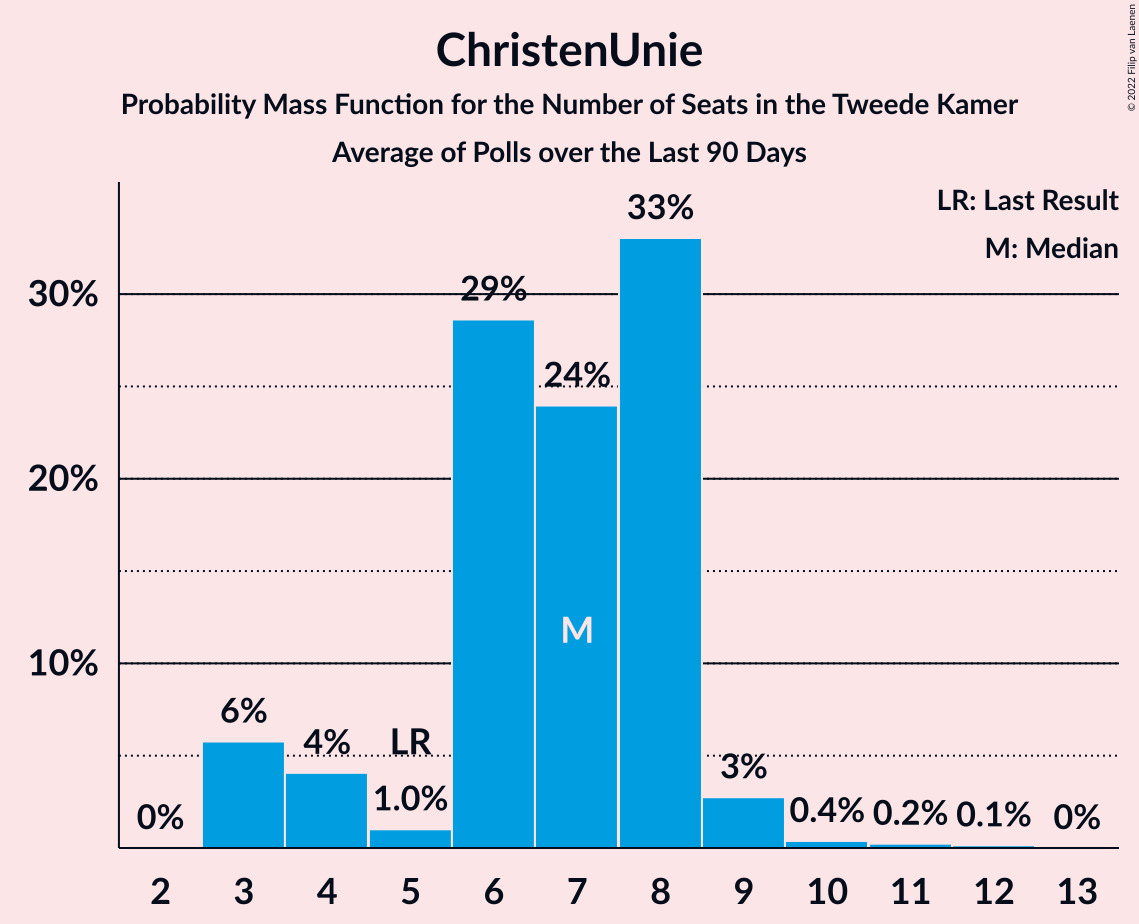 ChristenUnie
Probability Mass Function for the Number of Seats in the Tweede Kamer
Average of Polls over the Last 90 Days
© 2022 Filip van Laenen
LR: Last Result
M: Median
33%
29%
30%
24%
20%
M
10%
6%
4%
LR
3%
1.0%
0%
0.4%
0.2%
0.1%
0%
2 3 4 5 6 7 8 9 10 11 12 13